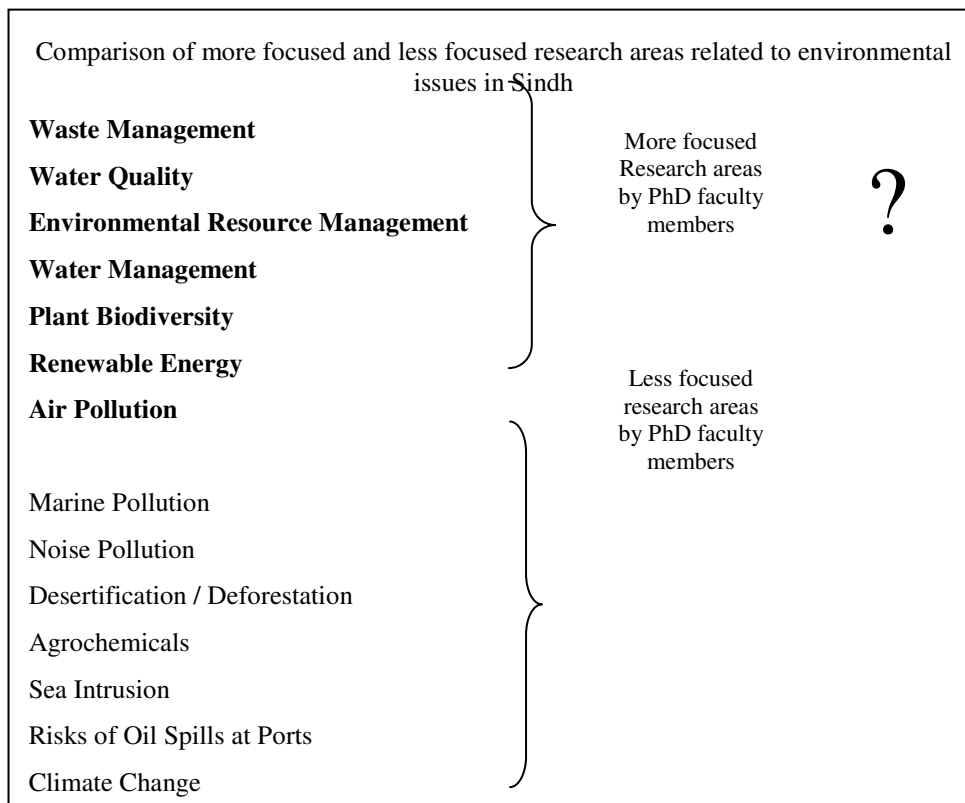 Comparison of more focused and less focused research areas related to environmental
issues in Sindh
Waste Management
Water Quality
Environmental Resource Management
Water Management
Plant Biodiversity
Renewable Energy
Air Pollution
More focused
Research areas
by PhD faculty
members
?
Less focused
research areas
by PhD faculty
members
Marine Pollution
Noise Pollution
Desertification / Deforestation
Agrochemicals
Sea Intrusion
Risks of Oil Spills at Ports
Climate Change